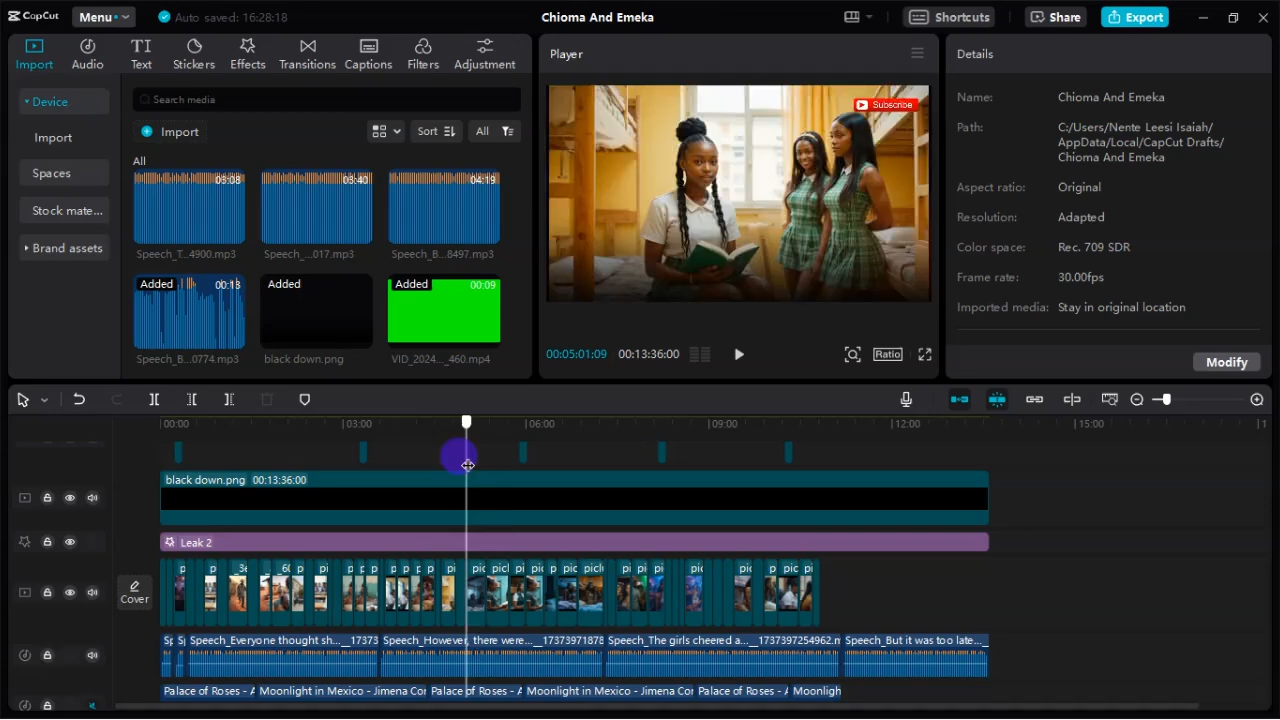 CapCut
Menu
Auto saved: 16:28:18
Chioma And Emeka
Shortcuts
Share
Export
Import
Audio
Text
Stickers
Effects
Transitions
Captions
Filters
Adjustment
Device
Import
Spaces
Stock mate...
Brand assets
Search media
Import
Sort
All
All
03:08
03:40
04:19
Speech_T...4900.mp3
Speech_...017.mp3
Speech_B...8497.mp3
Added
Added
Added 00:09
Speech_B...0774.mp3
black down.png
VID_2024..._460.mp4
Player
Subscribe
00:05:01:09
00:13:36:00
Ratio
Details
Name: Chioma And Emeka
Path: C:/Users/Nente Leesi Isaiah/
AppData/Local/CapCut Drafts/
Chioma And Emeka
Aspect ratio: Original
Resolution: Adapted
Color space: Rec. 709 SDR
Frame rate: 30.00fps
Imported media: Stay in original location
Modify
00:00
03:00
06:00
09:00
12:00
15:00
black down.png 00:13:36:00
Leak 2
Cover
Speech_Everyone thought sh... 17373
Speech_However, there were... 17373971878
Speech_The girls cheered a... 1737397254962.m
Speech_But it was too late...
Palace of Roses - A
Moonlight in Mexico - Jimena Cor
Palace of Roses - A
Moonlight in Mexico - Jimena Cor
Palace of Roses - A
Moonligh